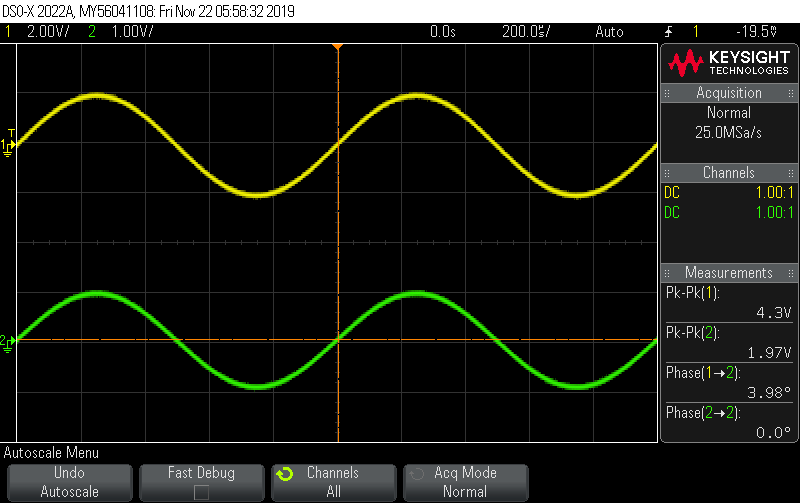 DSO-X 2022A, MY56041108: Fri Nov 22 05:58:32 2019
1 2.00V/ 2 1.00V/ 0.0s 200.0µs/ Auto 1 -19.5V
KEYSIGHT
TECHNOLOGIES
Acquisition
Normal
25.0MSa/s
Channels
DC 1.00:1
DC 1.00:1
Measurements
Pk-Pk(1):
4.3V
Pk-Pk(2):
1.97V
Phase(1→2):
3.98°
Phase(2→2):
0.0°
T
1
2
Autoscale Menu
Undo
Autoscale
Fast Debug
Channels
All
Acq Mode
Normal